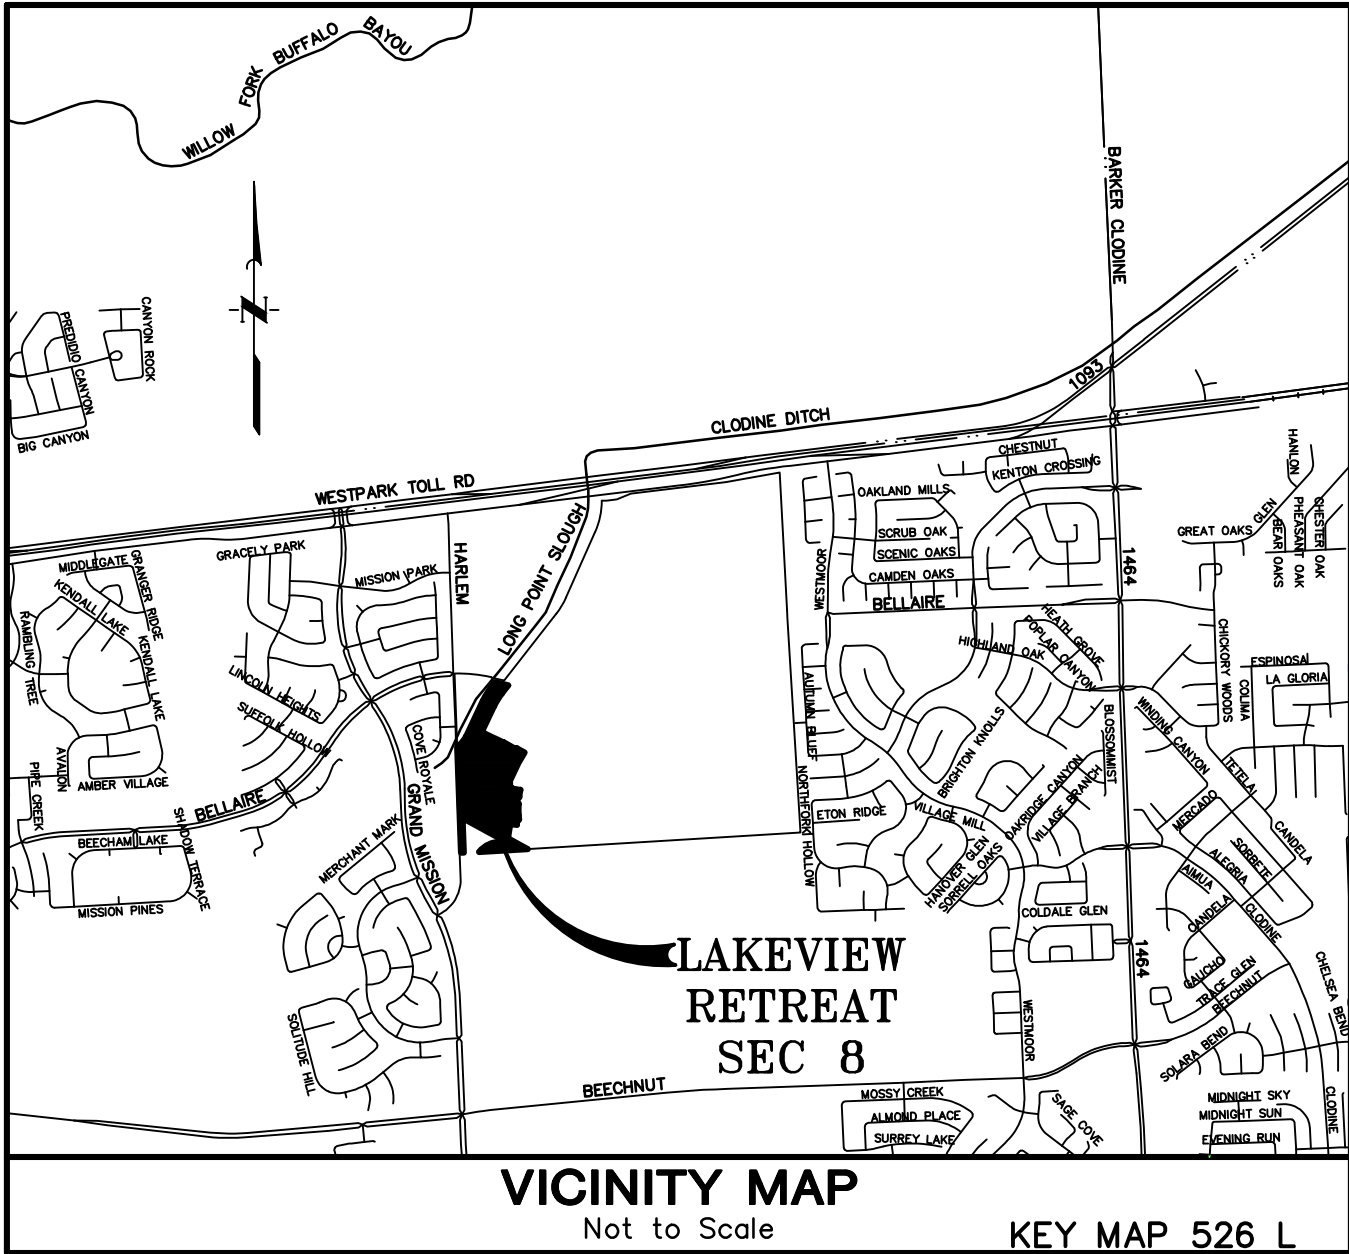 WILLOW FORK BUFFALO BAYOU
BARKER CLODINE
N
CANYON ROCK
PREDIDIO CANYON
BIG CANYON
1093
CLODINE DITCH
WESTPARK TOLL RD
CHESTNUT
KENTON CROSSING
HANLON
OAKLAND MILLS
SCRUB OAK
SCENIC OAKS
CAMDEN OAKS
WESTMOOR
BELLAIRE
1464
GREAT OAKS
GLEN
BEAR OAKS
PHEASANT OAK
CHESTER OAK
MIDDLEGATE
GRANGER RIDGE
KENDALL LAKE
KENDALL LAKE
RAMBLING TREE
GRACELY PARK
MISSION PARK
HARLEM
LONG POINT SLOUGH
LINCOLN HEIGHTS
SUFFOLK HOLLOW
HEATH GROVE
POPLAR CANYON
HIGHLAND OAK
CHICKORY WOODS
COLIMA
ESPINOSA
LA GLORIA
AUTUMN BLUFF
BRIGHTON KNOLLS
BLOSSOMMIST
WINDING CANYON
AVALON
PIPE CREEK
AMBER VILLAGE
BELLAIRE
SHADOW TERRACE
BEECHAM LAKE
MISSION PINES
COVE ROYALE
GRAND MISSION
MERCHANT MARK
NORTHFORK HOLLOW
ETON RIDGE
VILLAGE MILL
OAKRIDGE CANYON
VILLAGE BRANCH
HANOVER GLEN
SORRELL OAKS
TETELA
MERCADO
CANDELA
SORBETE
ALEGRIA
AIMUA
CANDELA
CLODINE
COLDALE GLEN
1464
GAUCHO
TRACE GLEN
BEECHNUT
CHELSEA BEND
LAKEVIEW
RETREAT
SEC 8
SOLITUDE HILL
WESTMOOR
SOLARA BEND
BEECHNUT
MOSSY CREEK
ALMOND PLACE
SURREY LAKE
SAGE COVE
MIDNIGHT SKY
MIDNIGHT SUN
EVENING RUN
CLODINE
VICINITY MAP
Not to Scale
KEY MAP 526 L